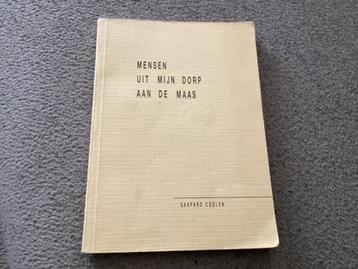 MENSEN
UIT MIJN DORP
AAN DE MAAS
GASPARD COOLEN